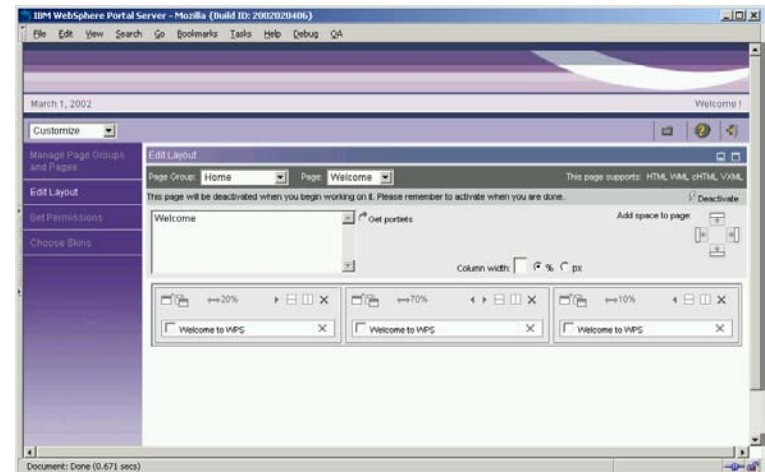 IBM WebSphere Portal Server - Mozilla {Build ID: 2002020406}
File Edit View Search Go Bookmarks Tasks Help Debug QA
March 1, 2002 Welcome !
Customize
Manage Page Groups and Pages
Edit Layout
Set Permissions
Choose Skins
Edit Layout
Page Group: Home Page: Welcome This page supports: HTML, WML, cHTML, VXML,
This page will be deactivated when you begin working on it. Please remember to activate when you are done. Deactivate
Welcome Get portlets Add space to page:
Column width: % px
20% 70% 10%
Welcome to WPS Welcome to WPS Welcome to WPS
Document: Done (0.671 secs)